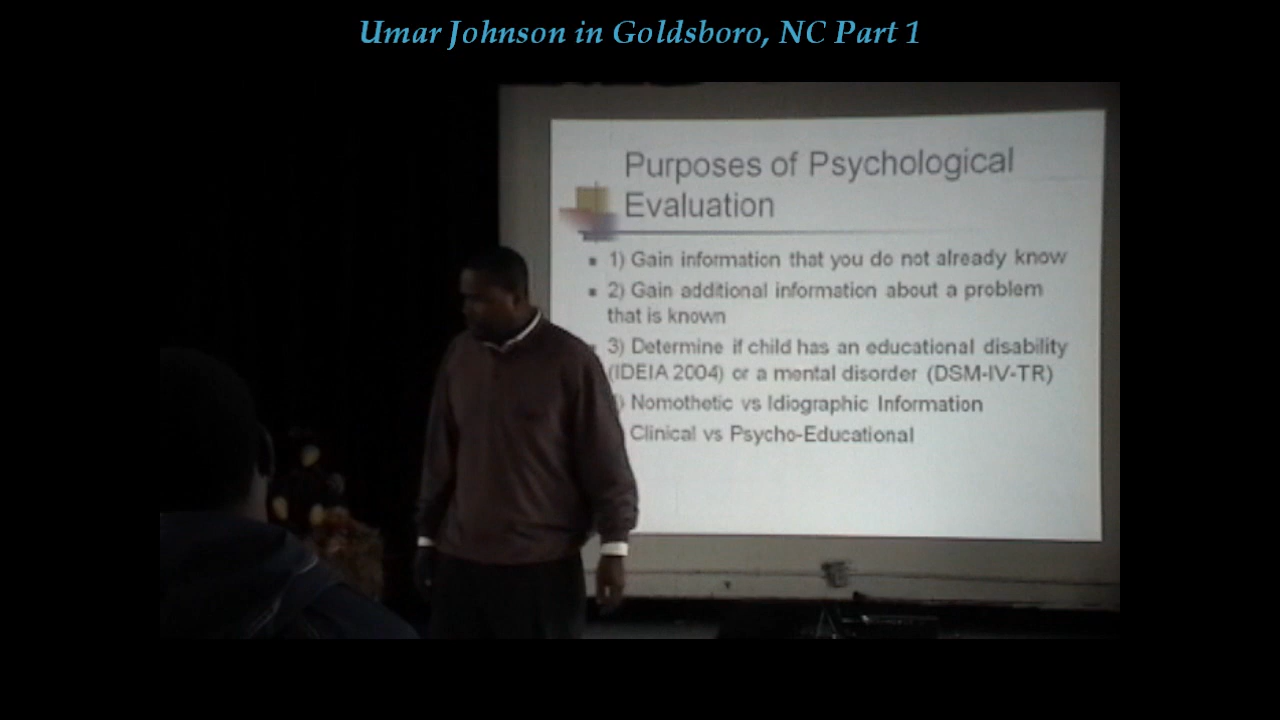 Umar Johnson in Goldsboro, NC Part 1
Purposes of Psychological
Evaluation
1) Gain information that you do not already know
2) Gain additional information about a problem
that is known
3) Determine if child has an educational disability
(IDEIA 2004) or a mental disorder (DSM-IV-TR)
) Nomothetic vs Idiographic Information
Clinical vs Psycho-Educational